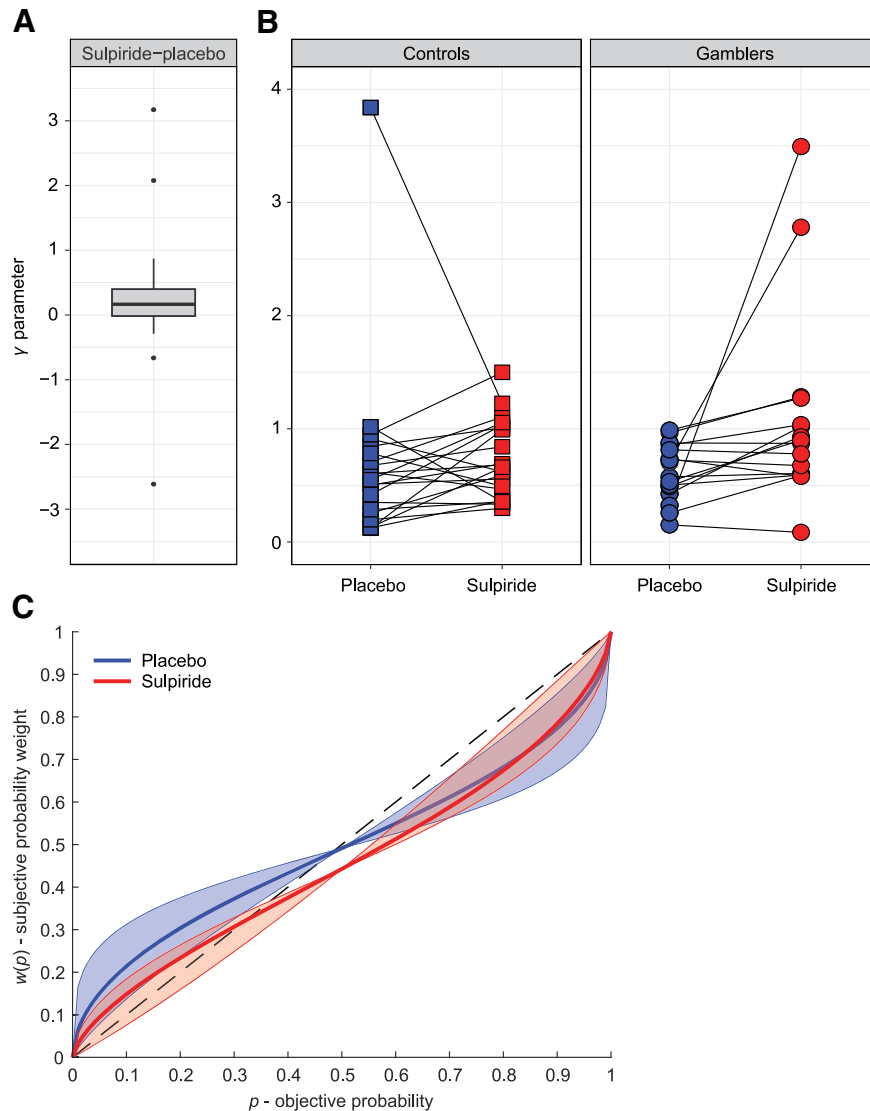 A
B
Sulpiride−placebo
Controls
Gamblers
γ parameter
3
2
1
0
−1
−2
−3
4
3
2
1
0
Placebo
Sulpiride
Placebo
Sulpiride
C
Placebo
Sulpiride
w(p) - subjective probability weight
1
0.9
0.8
0.7
0.6
0.5
0.4
0.3
0.2
0.1
0
0
0.1
0.2
0.3
0.4
0.5
0.6
0.7
0.8
0.9
1
p - objective probability